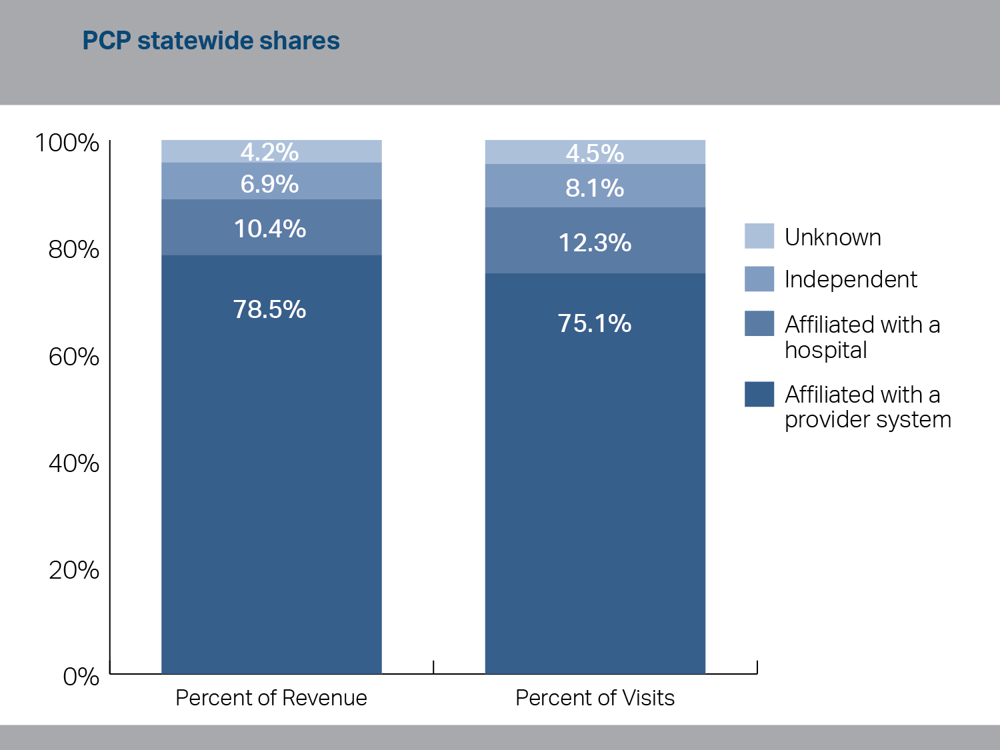 PCP statewide shares
100%
80%
60%
40%
20%
0%
4.2%
6.9%
10.4%
78.5%
4.5%
8.1%
12.3%
75.1%
Percent of Revenue
Percent of Visits
Unknown
Independent
Affiliated with a
hospital
Affiliated with a
provider system